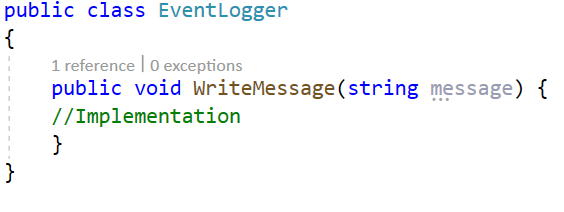 public class EventLogger
{
1 reference | 0 exceptions
public void WriteMessage(string message) {
//Implementation
}
}